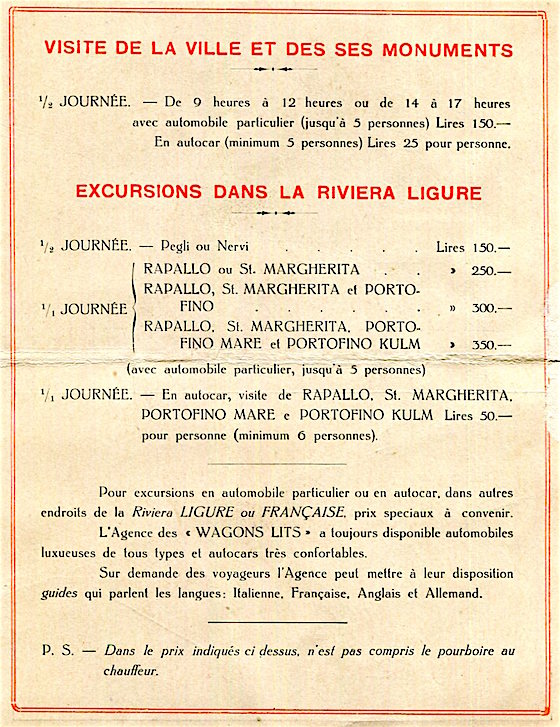 VISITE DE LA VILLE ET DES SES MONUMENTS
1/2 JOURNÉE. — De 9 heures à 12 heures ou de 14 à 17 heures
avec automobile particulier (jusqu'à 5 personnes) Lires 150.—
En autocar (minimum 5 personnes) Lires 25 pour personne.
EXCURSIONS DANS LA RIVIERA LIGURE
1/2 JOURNÉE. — Pegli ou Nervi . . . . . Lires 150.—
RAPALLO ou St. MARGHERITA . . » 250.—
RAPALLO, St. MARGHERITA et PORTO-
1/1 JOURNÉE FINO . . . . . . » 300.—
RAPALLO, St. MARGHERITA, PORTO-
FINO MARE et PORTOFINO KULM » 350.—
(avec automobile particulier, jusqu'à 5 personnes)
1/1 JOURNÉE. — En autocar, visite de RAPALLO, St. MARGHERITA,
PORTOFINO MARE e PORTOFINO KULM Lires 50.—
pour personne (minimum 6 personnes).
Pour excursions en automobile particulier ou en autocar, dans autres
endroits de la Riviera LIGURE ou FRANÇAISE, prix speciaux à convenir.
L'Agence des « WAGONS LITS » a toujours disponible automobiles
luxueuses de tous types et autocars très confortables.
Sur demande des voyageurs l'Agence peut mettre à leur disposition
guides qui parlent les langues: Italienne, Française, Anglais et Allemand.
P. S. — Dans le prix indiqués ci dessus, n'est pas compris le pourboire au
chauffeur.